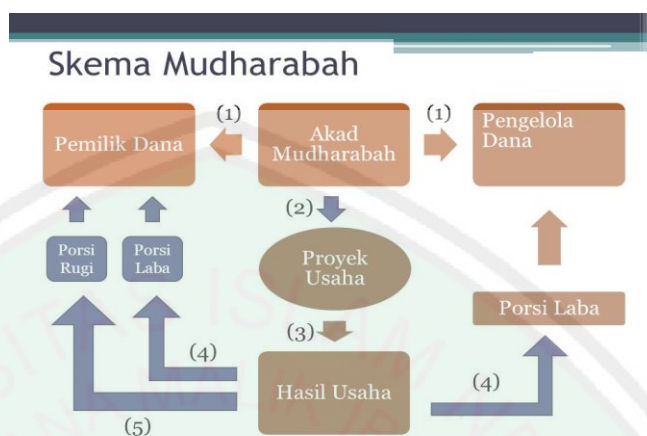 Skema Mudharabah
(1)
(1)
Pemilik Dana
Akad
Mudharabah
Pengelola
Dana
(2)
Porsi
Rugi
Porsi
Laba
Proyek
Usaha
Porsi Laba
(3)
(4)
Hasil Usaha
(4)
(5)